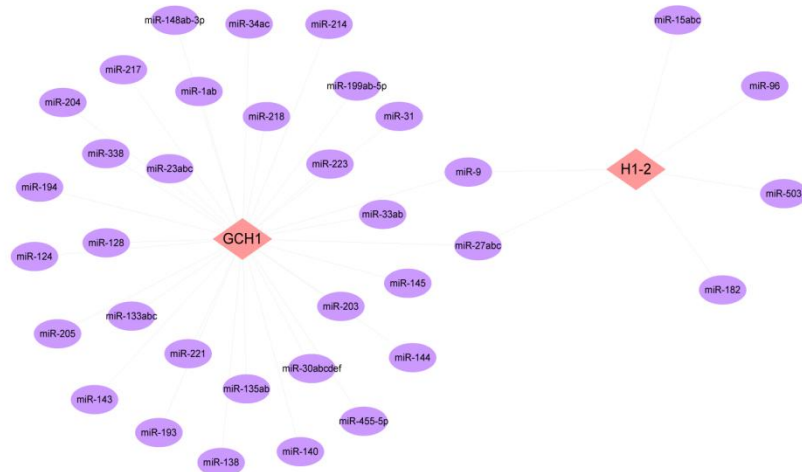 miR-148ab-3p
miR-34ac
miR-214
miR-15abc
miR-217
miR-1ab
miR-199ab-5p
miR-96
miR-204
miR-218
miR-31
miR-338
miR-23abc
miR-223
miR-9
H1-2
miR-194
miR-503
miR-33ab
GCH1
miR-128
miR-27abc
miR-124
miR-145
miR-182
miR-203
miR-133abc
miR-205
miR-221
miR-144
miR-30abcdef
miR-135ab
miR-143
miR-455-5p
miR-193
miR-140
miR-138